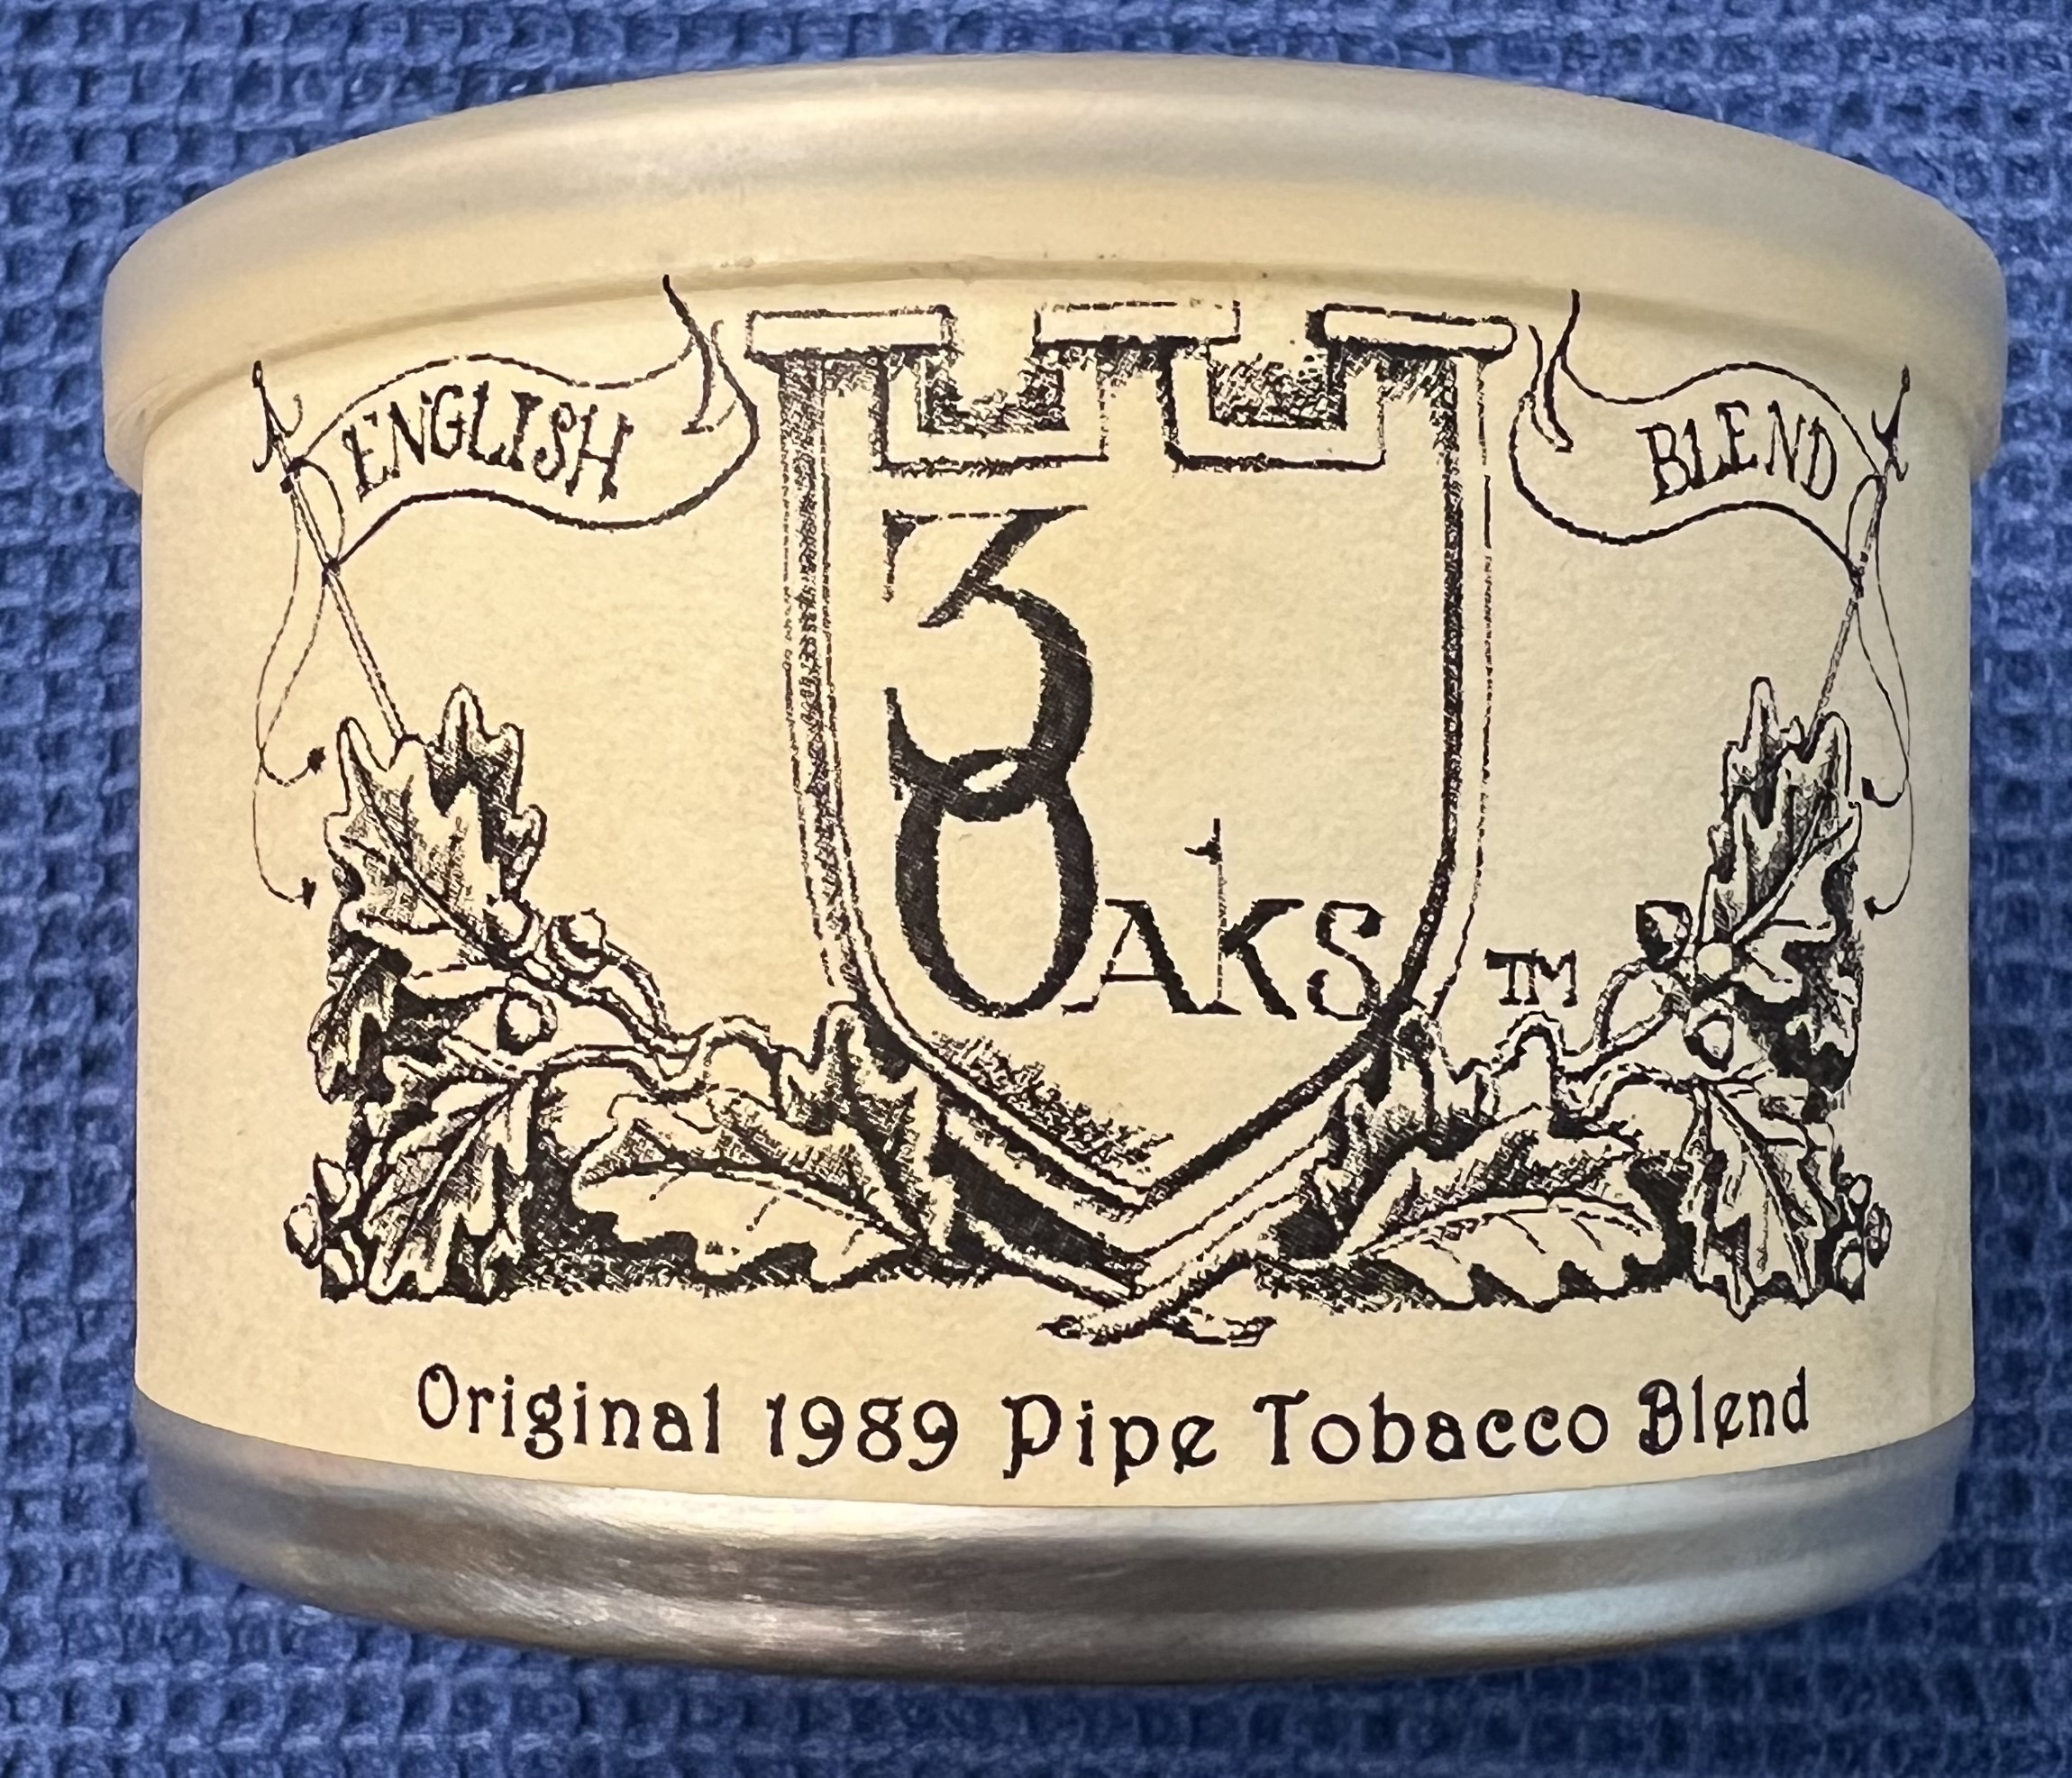 ENGLISH
BLEND
3
OAKS
TM
Original 1989 Pipe Tobacco Blend